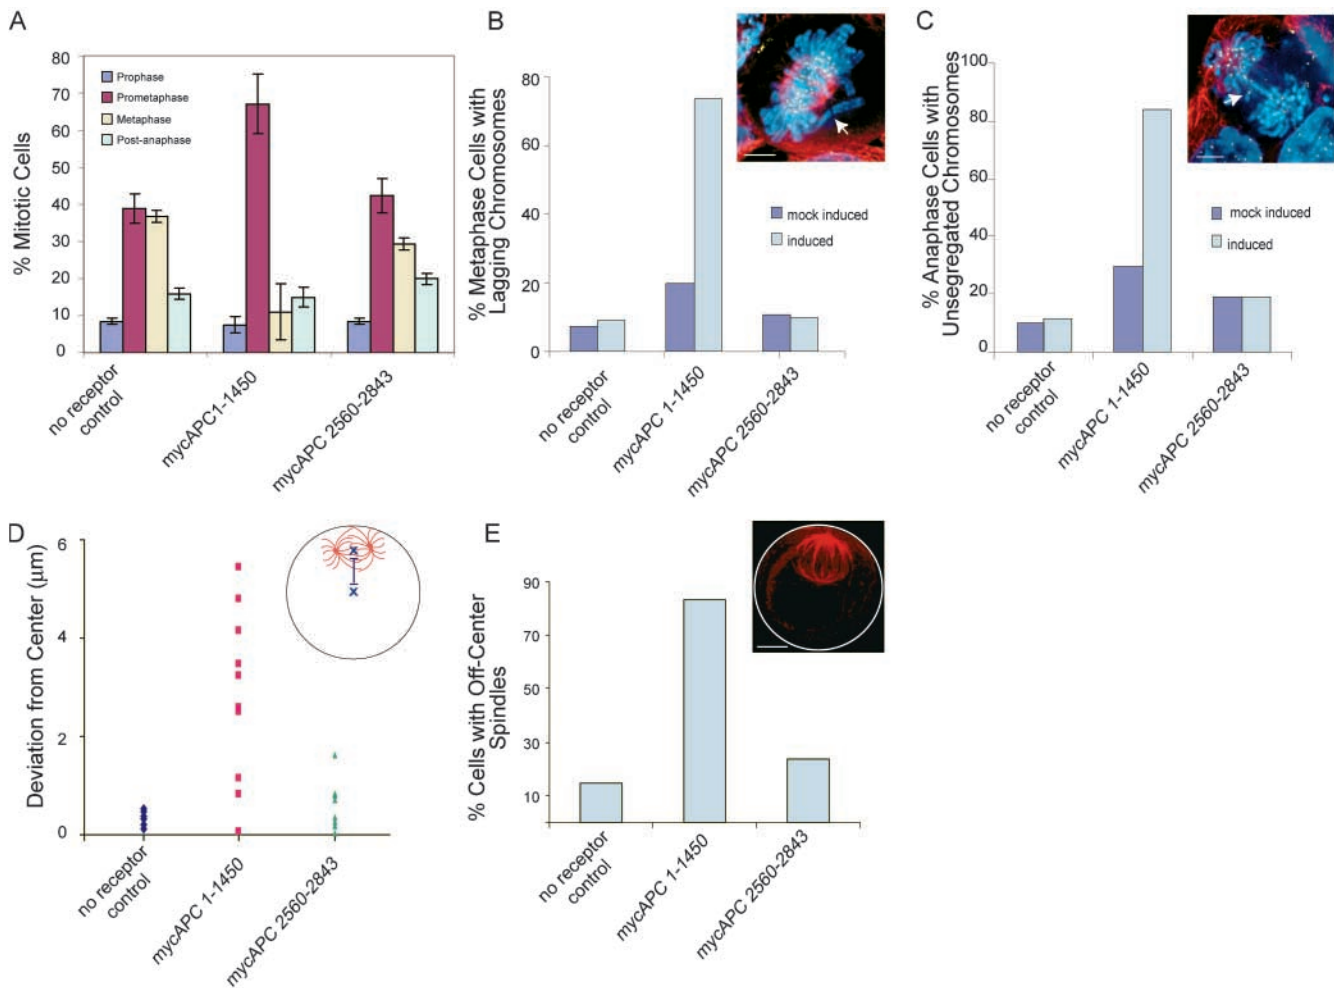 A
% Mitotic Cells
80
70
60
50
40
30
20
10
0
Prophase
Prometaphase
Metaphase
Post-anaphase
no receptor
control
mycAPC1-1450
mycAPC 2560-2843
B
% Metaphase Cells with
Lagging Chromosomes
80
60
40
20
0
mock induced
induced
no receptor
control
mycAPC 1-1450
mycAPC 2560-2843
C
% Anaphase Cells with
Unsegregated Chromosomes
100
80
60
40
20
0
mock induced
induced
no receptor
control
mycAPC 1-1450
mycAPC 2560-2843
D
Deviation from Center (μm)
6
4
2
0
x
x
no receptor
control
mycAPC 1-1450
mycAPC 2560-2843
E
% Cells with Off-Center
Spindles
90
70
50
30
10
no receptor
control
mycAPC 1-1450
mycAPC 2560-2843